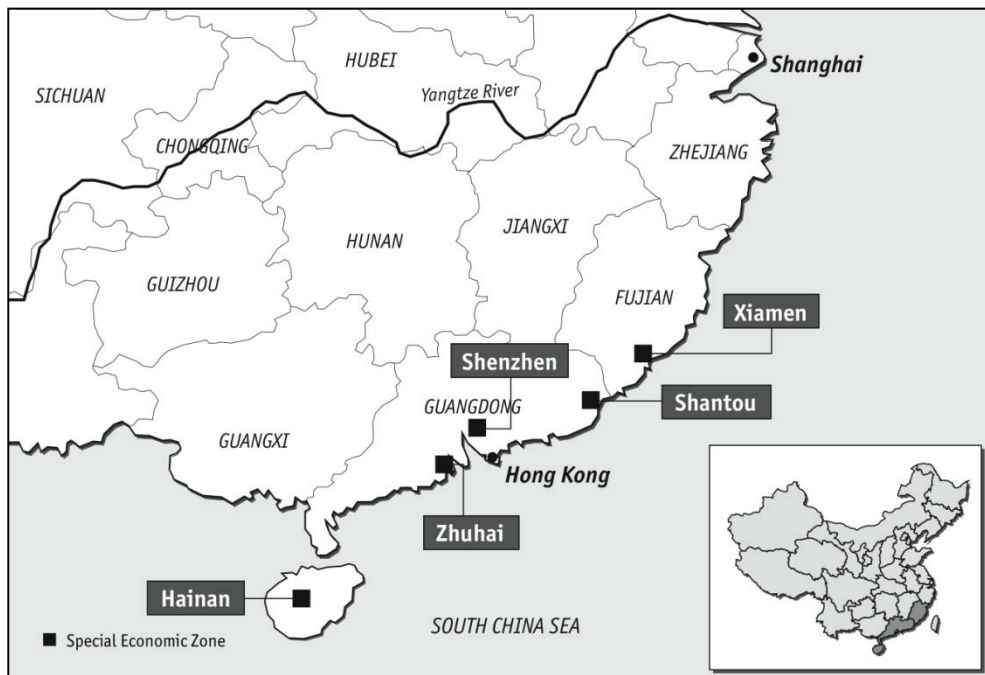 HUBEI
Shanghai
SICHUAN
Yangtze River
CHONGQING
ZHEJIANG
HUNAN
JIANGXI
GUIZHOU
FUJIAN
Xiamen
Shenzhen
GUANGDONG
Shantou
GUANGXI
Hong Kong
Zhuhai
Hainan
SOUTH CHINA SEA
Special Economic Zone